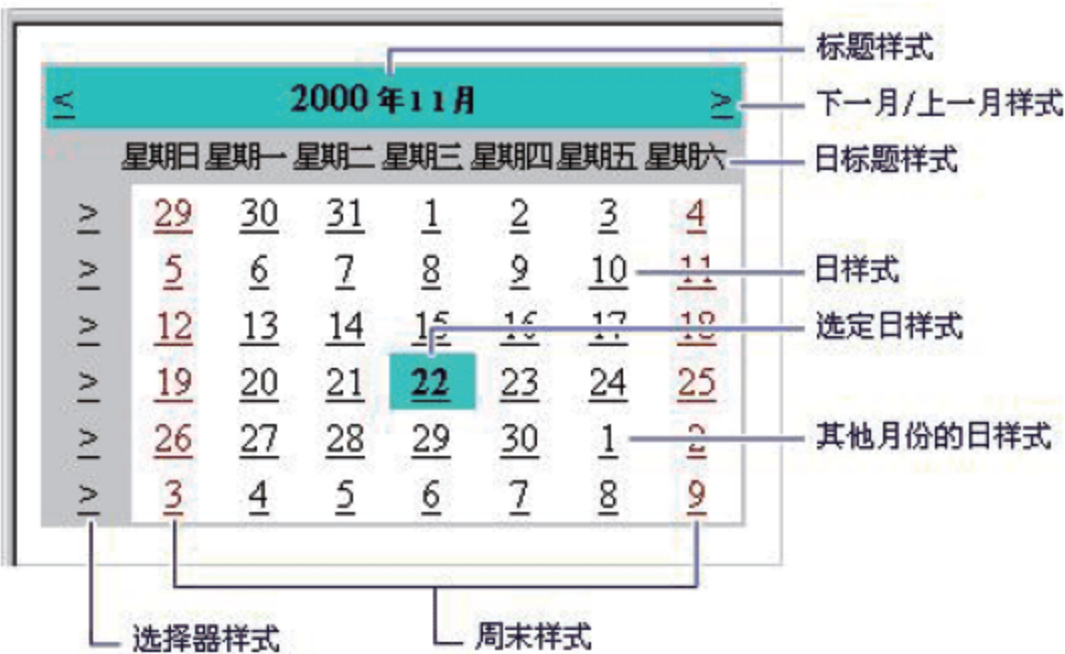 标题样式
< 2000年11月 > 下一月/上一月样式
星期日 星期一 星期二 星期三 星期四 星期五 星期六 日标题样式
> 29 30 31 1 2 3 4
> 5 6 7 8 9 10 11 日样式
> 12 13 14 15 16 17 18 选定日样式
> 19 20 21 22 23 24 25
> 26 27 28 29 30 1 2 其他月份的日样式
> 3 4 5 6 7 8 9
选择器样式 周末样式